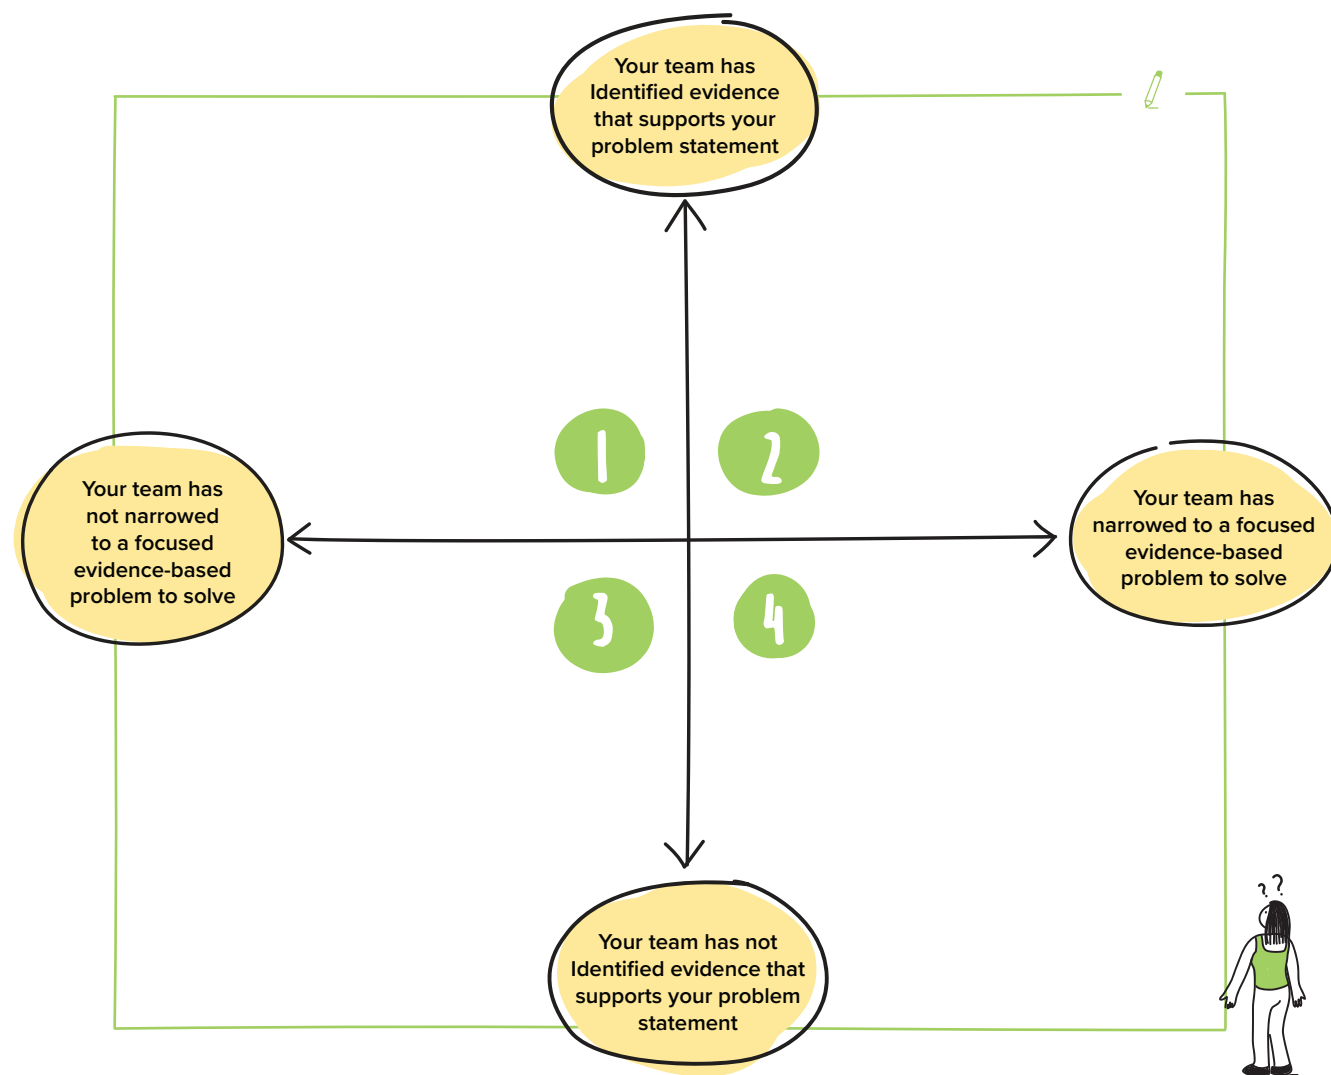 Your team has
Identified evidence
that supports your
problem statement
1
2
Your team has
not narrowed
to a focused
evidence-based
problem to solve
Your team has
narrowed to a focused
evidence-based
problem to solve
3
4
Your team has not
Identified evidence that
supports your problem
statement
? ?